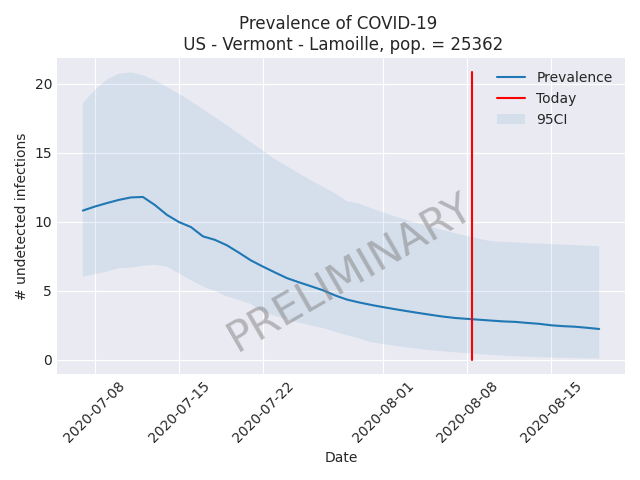 Prevalence of COVID-19
US - Vermont - Lamoille, pop. = 25362
# undetected infections
20
15
10
5
0
Prevalence
Today
95CI
PRELIMINARY
2020-07-08
2020-07-15
2020-07-22
2020-08-01
2020-08-08
2020-08-15
Date